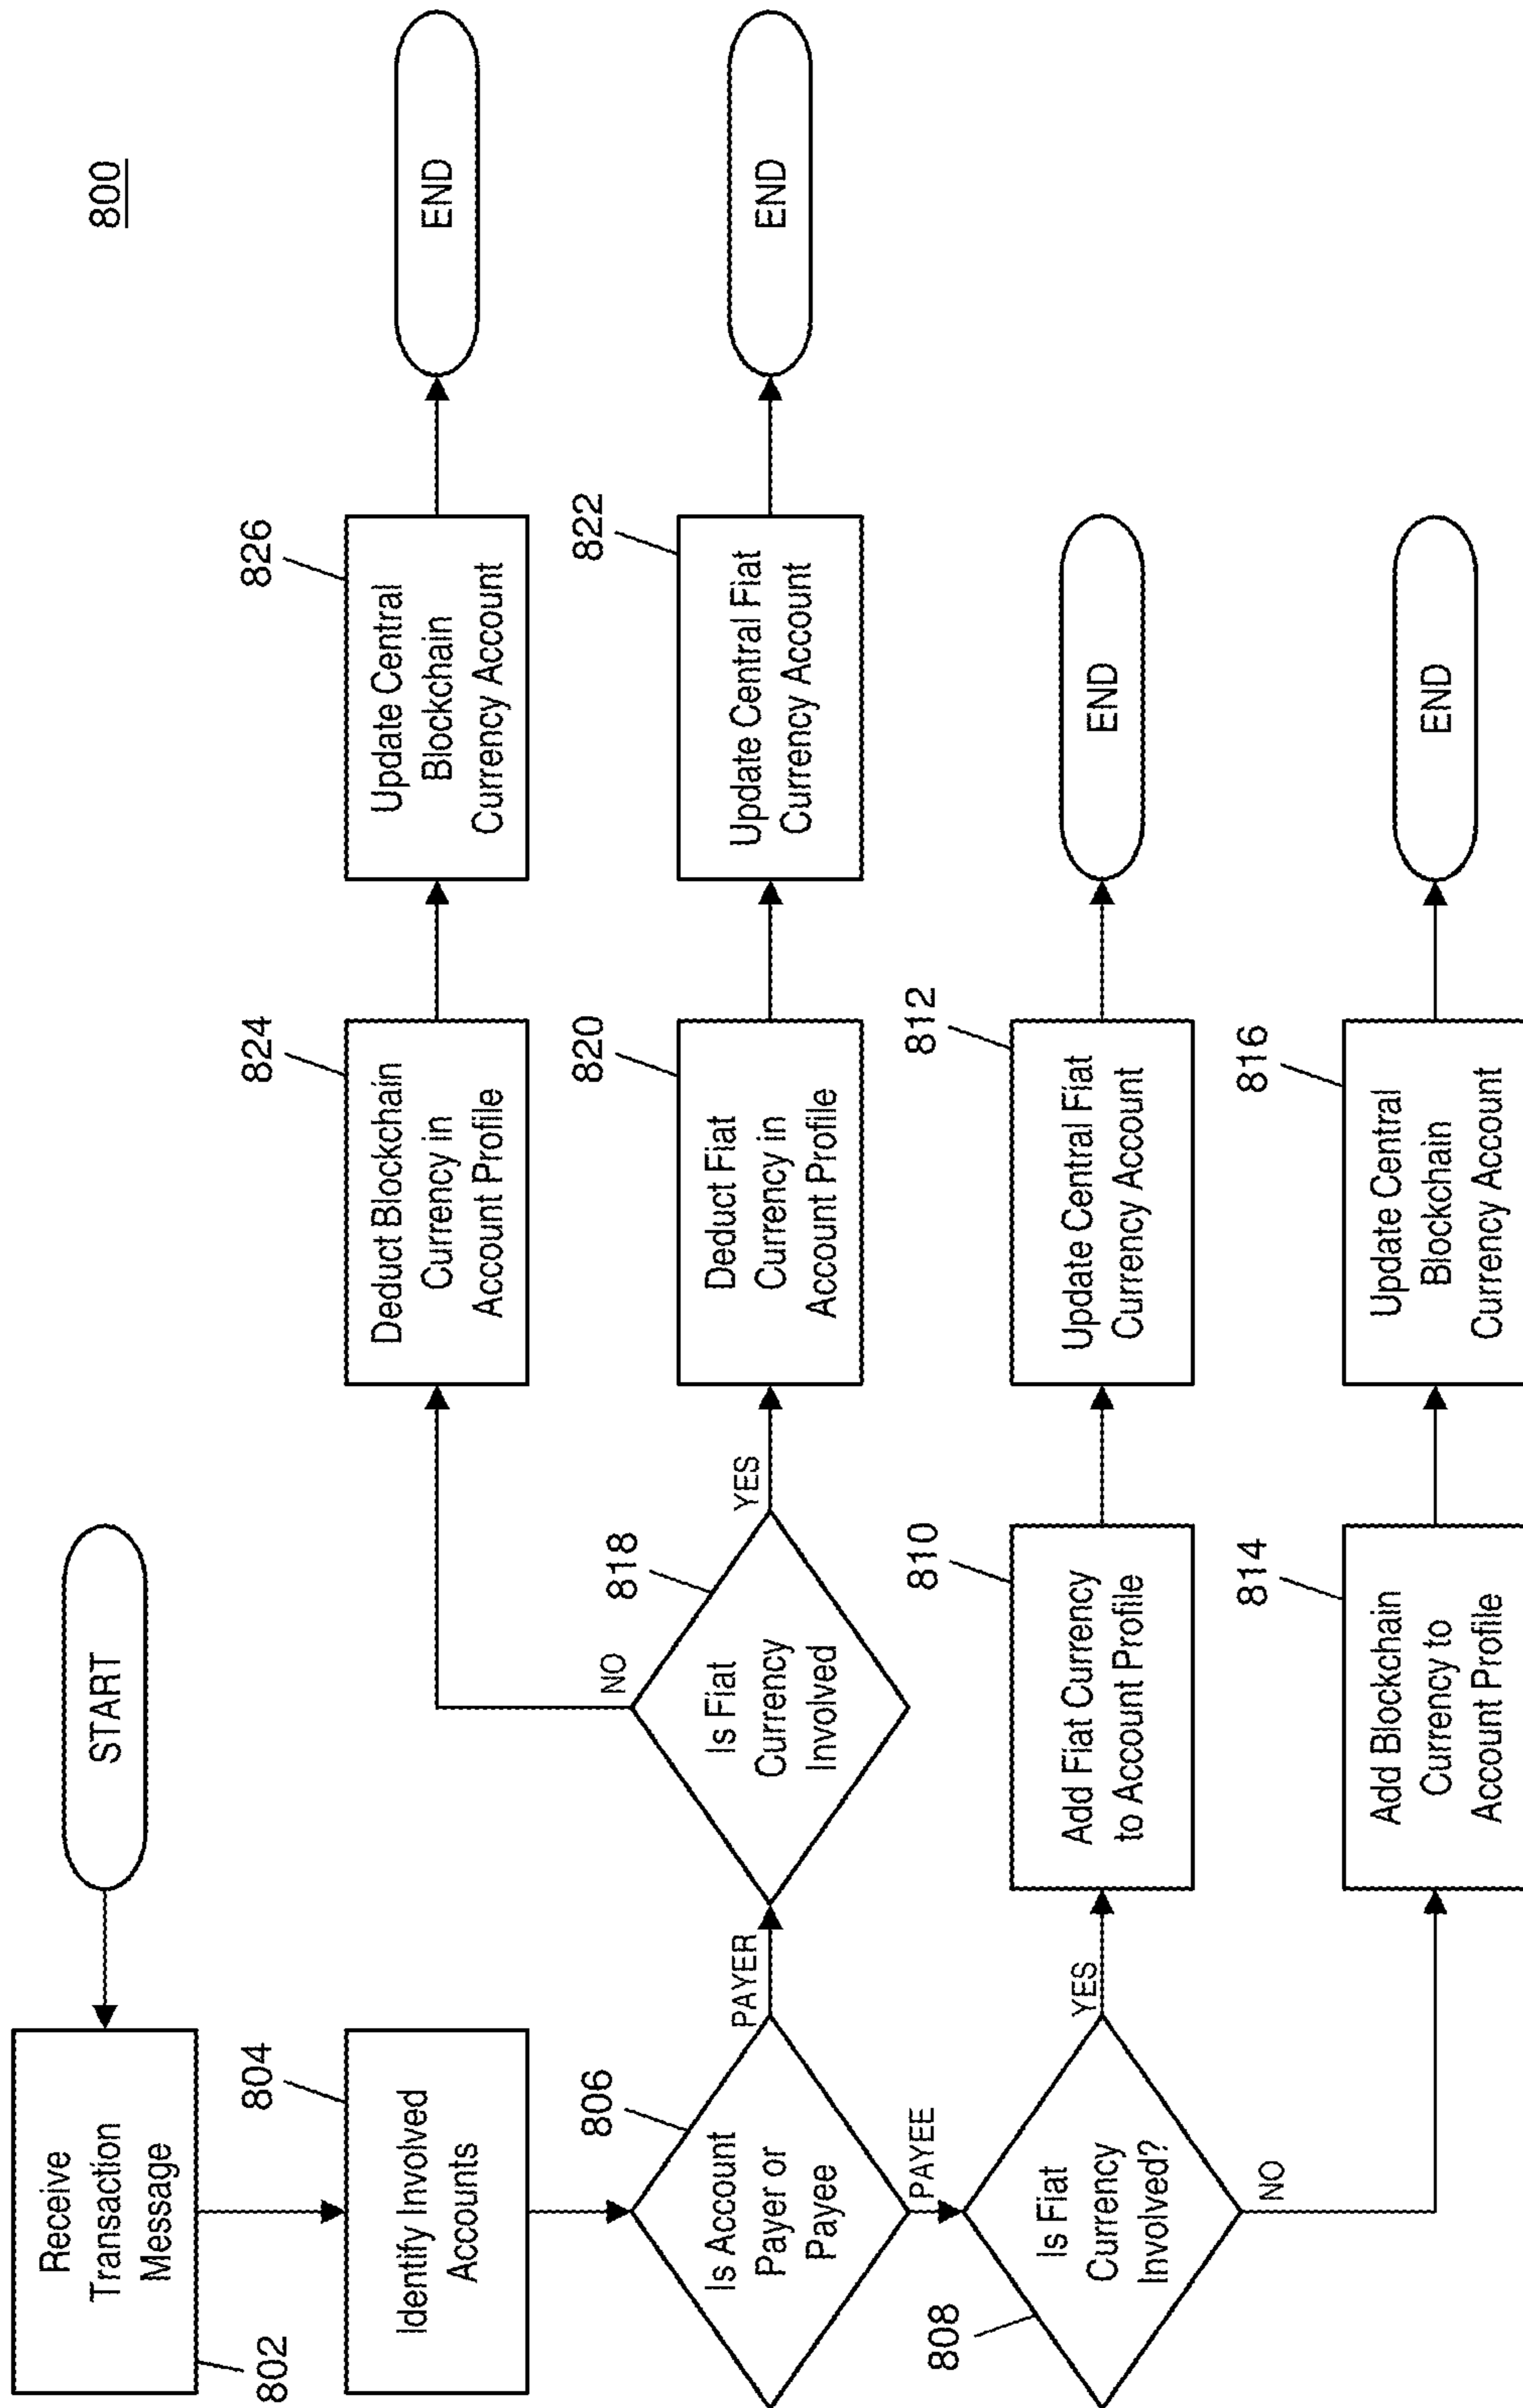 800
START
Receive
Transaction
Message
802
Identify Involved
Accounts
804
Is Account
Payer or
Payee
806
PAYER
PAYEE
Is Fiat
Currency
Involved
818
NO
YES
Deduct Blockchain
Currency in
Account Profile
824
Update Central
Blockchain
Currency Account
826
END
Deduct Fiat
Currency in
Account Profile
820
Update Central Fiat
Currency Account
822
END
Is Fiat
Currency
Involved?
808
YES
NO
Add Fiat Currency
to Account Profile
810
Update Central Fiat
Currency Account
812
END
Add Blockchain
Currency to
Account Profile
814
Update Central
Blockchain
Currency Account
816
END